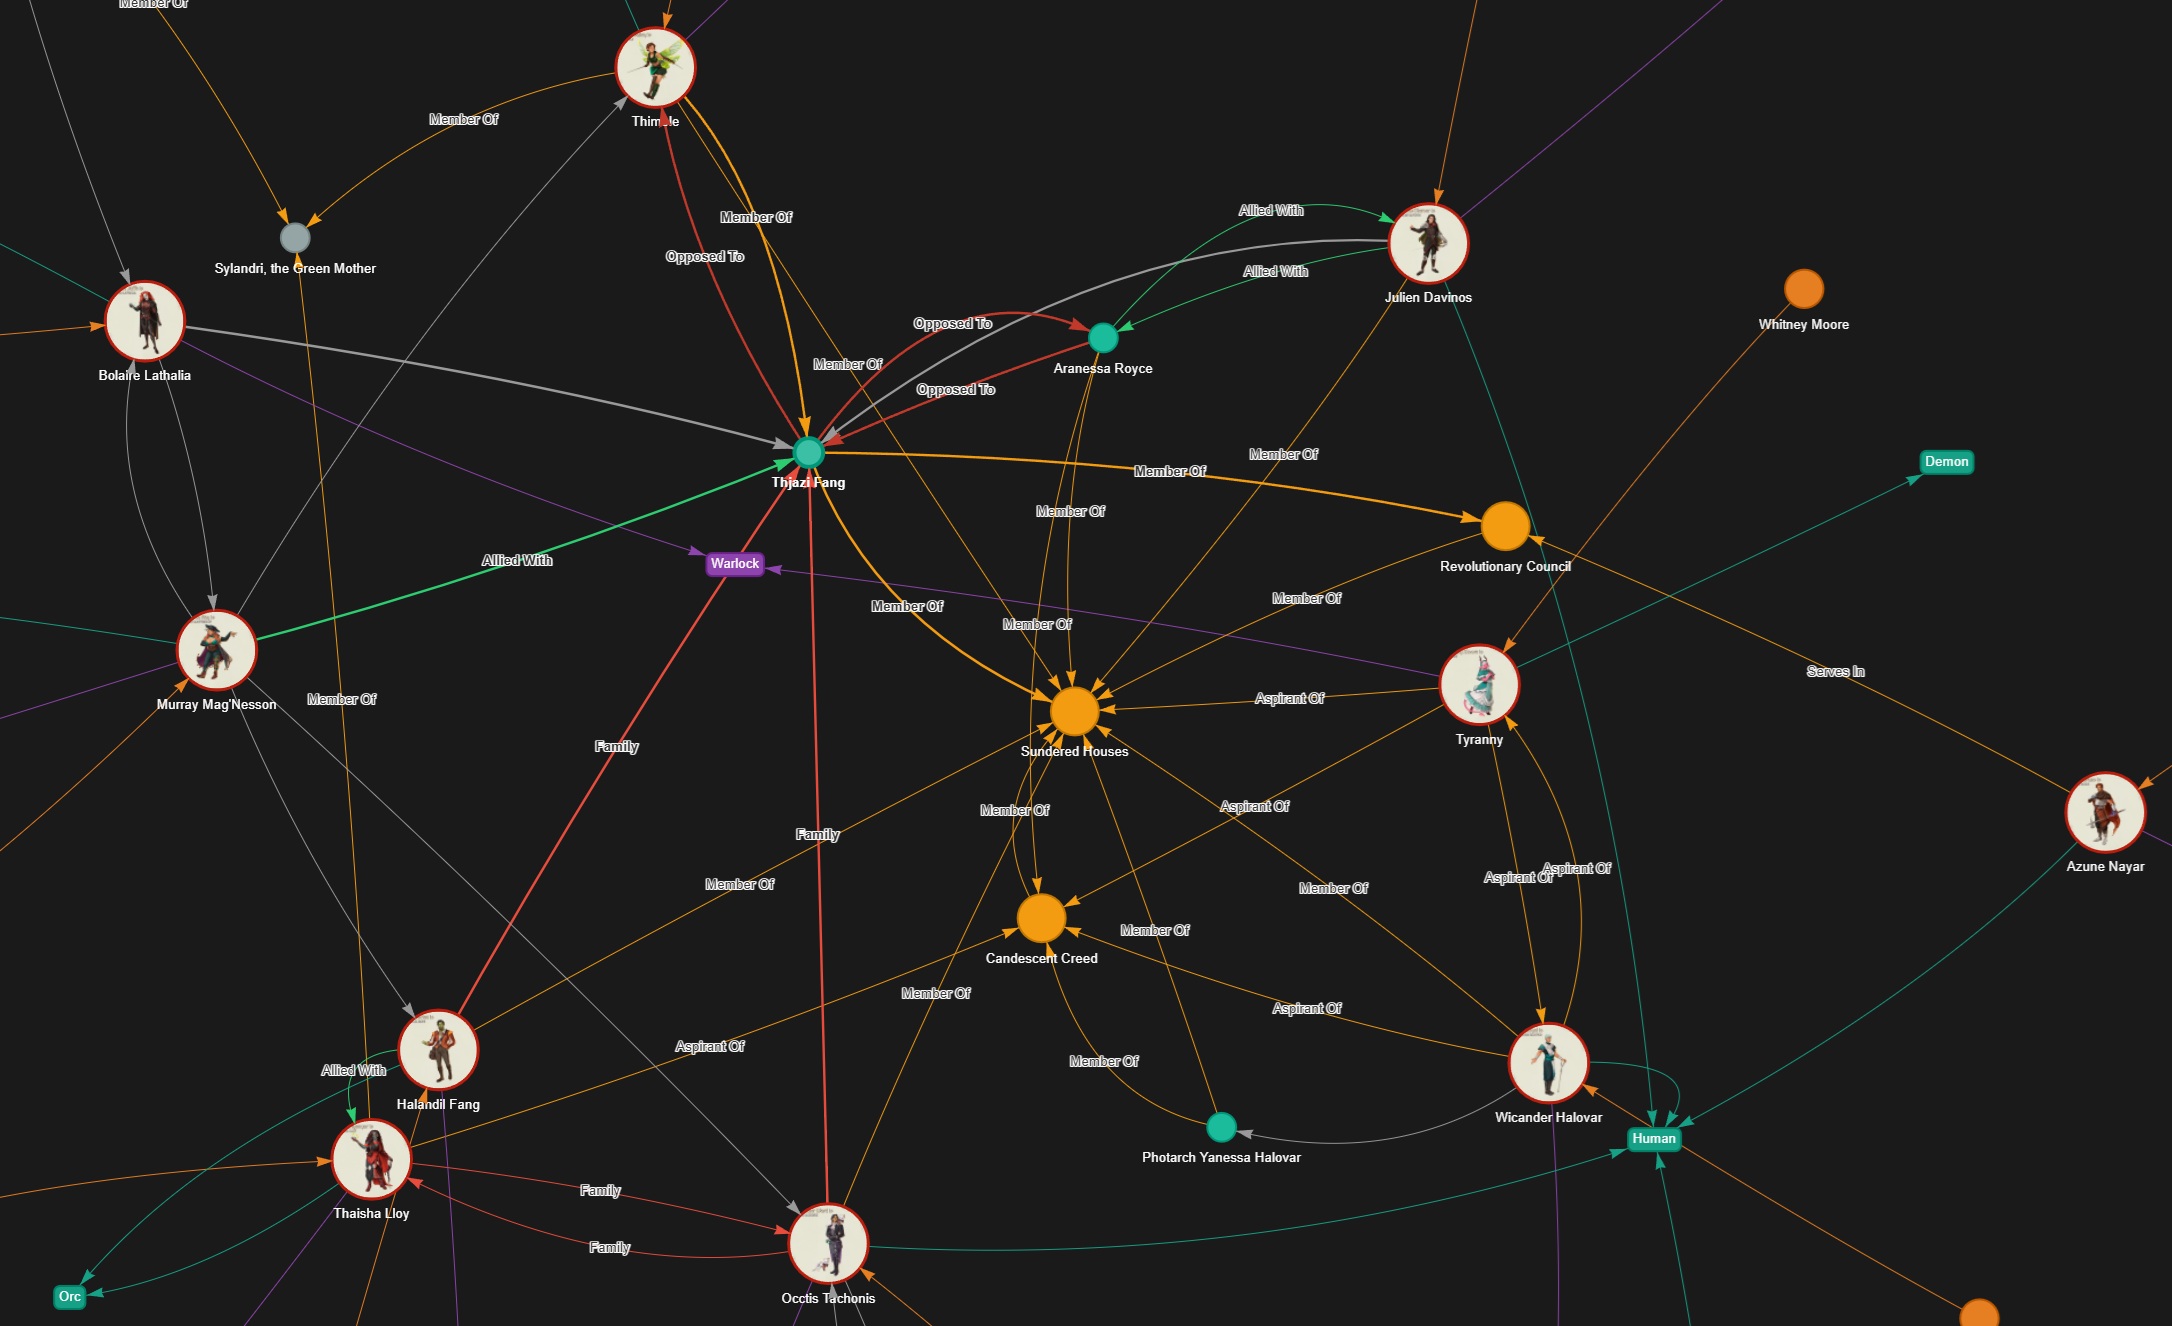 Member Of
Thimble
Member Of
Member Of
Opposed To
Sylandri, the Green Mother
Allied With
Allied With
Julien Davinos
Whitney Moore
Opposed To
Member Of
Aranessa Royce
Opposed To
Bolaire Lathalia
Thjazi Fang
Member Of
Member Of
Demon
Member Of
Revolutionary Council
Allied With
Warlock
Member Of
Member Of
Member Of
Serves In
Murray Mag'Nesson
Member Of
Aspirant Of
Tyranny
Sundered Houses
Family
Member Of
Aspirant Of
Family
Azune Nayar
Member Of
Member Of
Aspirant Of
Aspirant Of
Member Of
Candescent Creed
Member Of
Aspirant Of
Aspirant Of
Member Of
Allied With
Halandil Fang
Wicander Halovar
Human
Photarch Yanessa Halovar
Family
Thaisha Lloy
Family
Orc
Occtis Tachonis